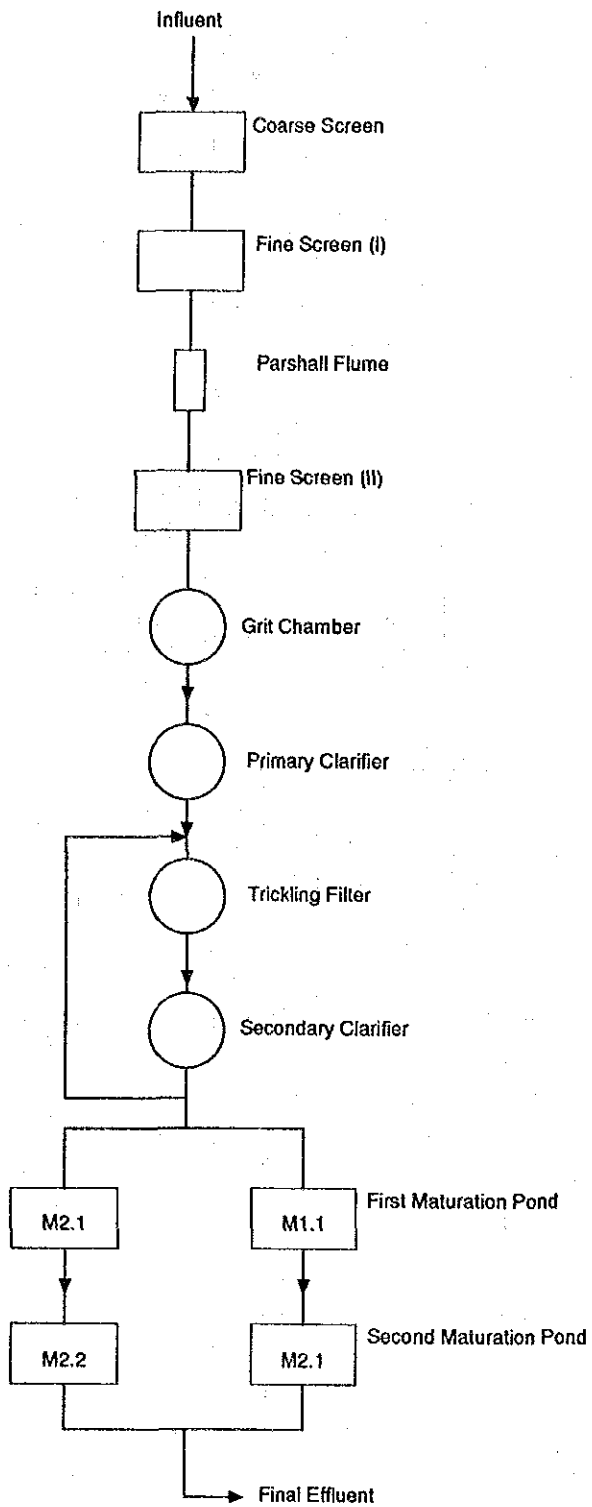 Influent
Coarse Screen
Fine Screen (I)
Parshall Flume
Fine Screen (II)
Grit Chamber
Primary Clarifier
Trickling Filter
Secondary Clarifier
First Maturation Pond
M2.1
M1.1
Second Maturation Pond
M2.2
M2.1
Final Effluent